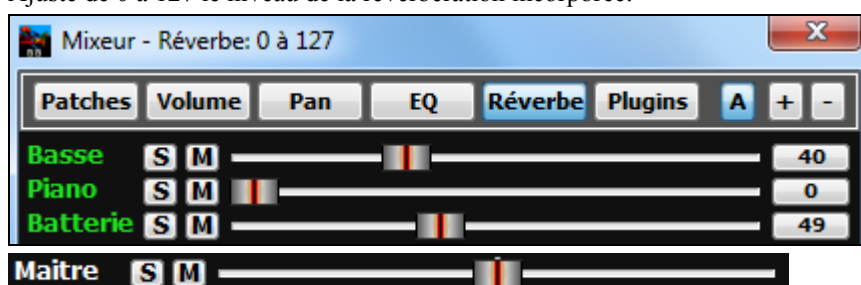 Ajuste de 0 à 127 le niveau de la réverbération incorporée.
Mixeur - Réverbe: 0 à 127
Patches Volume Pan EQ Réverbe Plugins A + -
Basse S M 40
Piano S M 0
Batterie S M 49
Maitre S M